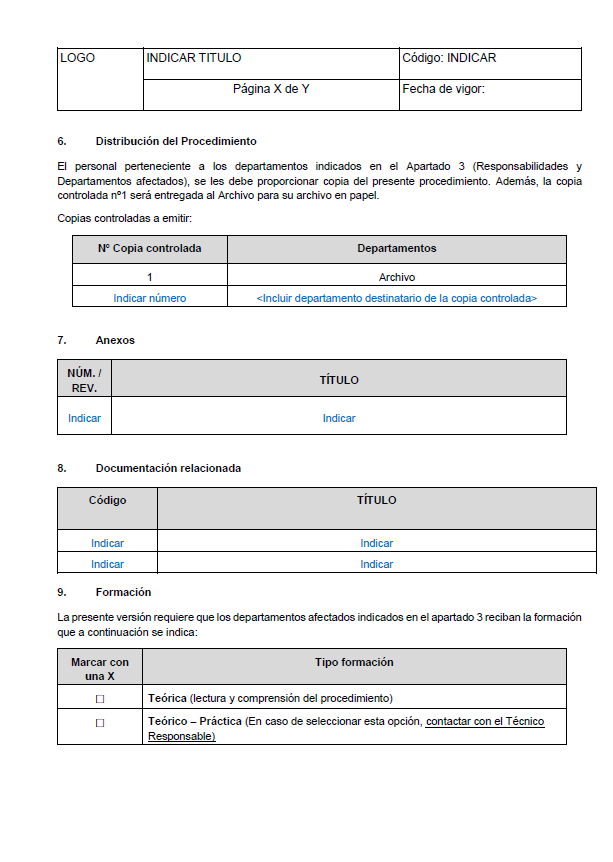 LOGO
INDICAR TITULO
Código: INDICAR
Página X de Y
Fecha de vigor:
6. Distribución del Procedimiento
El personal perteneciente a los departamentos indicados en el Apartado 3 (Responsabilidades y
Departamentos afectados), se les debe proporcionar copia del presente procedimiento. Además, la copia
controlada nº1 será entregada al Archivo para su archivo en papel.
Copias controladas a emitir:
Nº Copia controlada
Departamentos
1
Archivo
Indicar número
<Incluir departamento destinatario de la copia controlada>
7. Anexos
NÚM. /
REV.
TÍTULO
Indicar
Indicar
8. Documentación relacionada
Código
TÍTULO
Indicar
Indicar
Indicar
Indicar
9. Formación
La presente versión requiere que los departamentos afectados indicados en el apartado 3 reciban la formación
que a continuación se indica:
Marcar con
una X
Tipo formación
☐
Teórica (lectura y comprensión del procedimiento)
☐
Teórico – Práctica (En caso de seleccionar esta opción, contactar con el Técnico
Responsable)